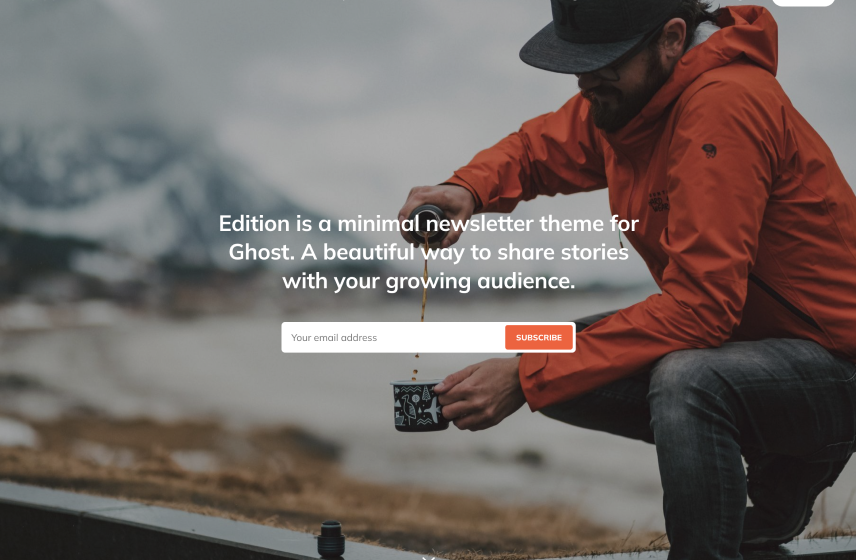 Edition is a minimal newsletter theme for
Ghost. A beautiful way to share stories
with your growing audience.
Your email address
SUBSCRIBE